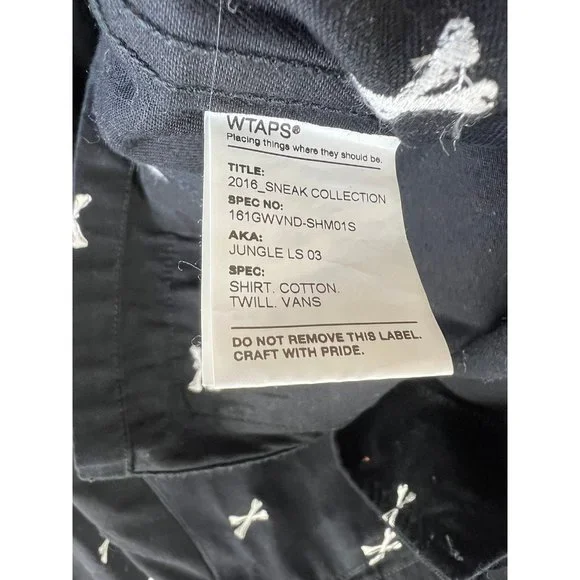 WTAPS®
Placing things where they should be.
TITLE:
2016_SNEAK COLLECTION
SPEC NO:
161GWVND-SHM01S
AKA:
JUNGLE LS 03
SPEC:
SHIRT. COTTON.
TWILL. VANS
DO NOT REMOVE THIS LABEL.
CRAFT WITH PRIDE.